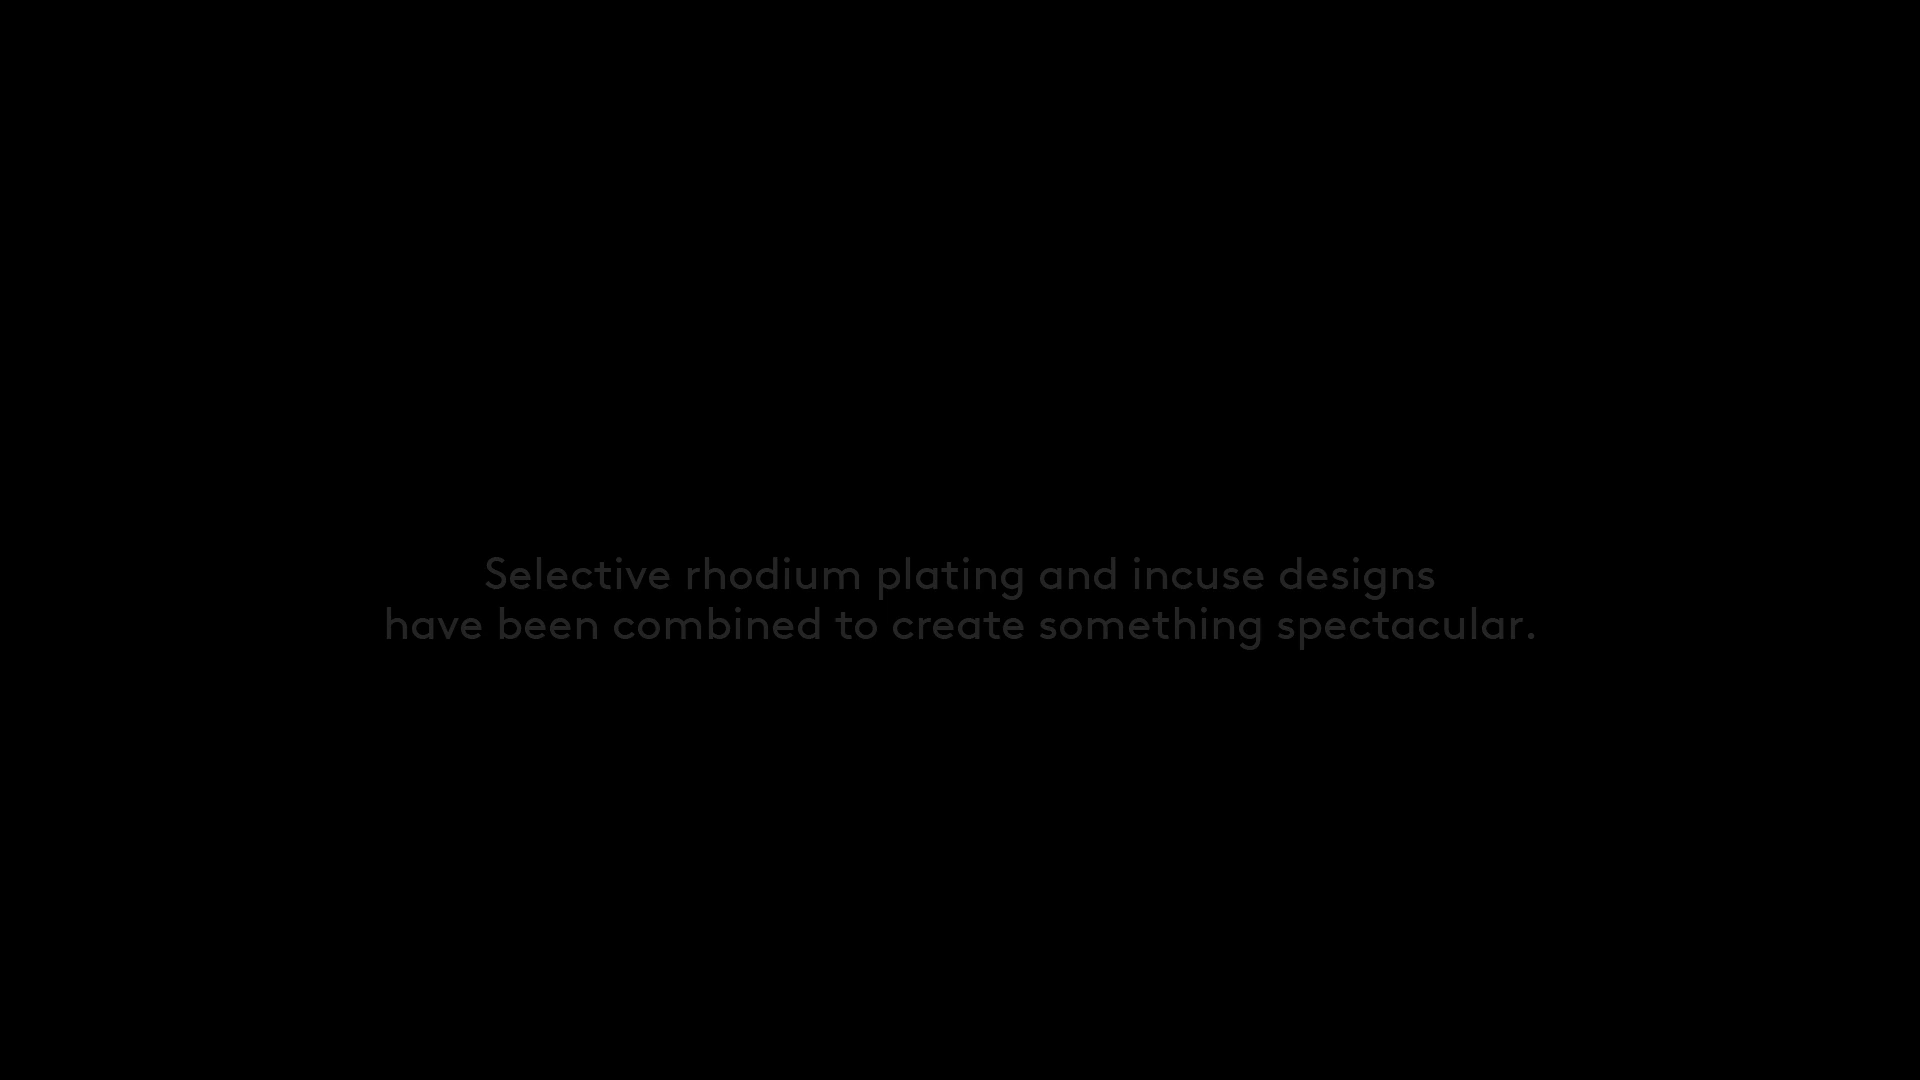 Selective rhodium plating and incuse designs
have been combined to create something spectacular.